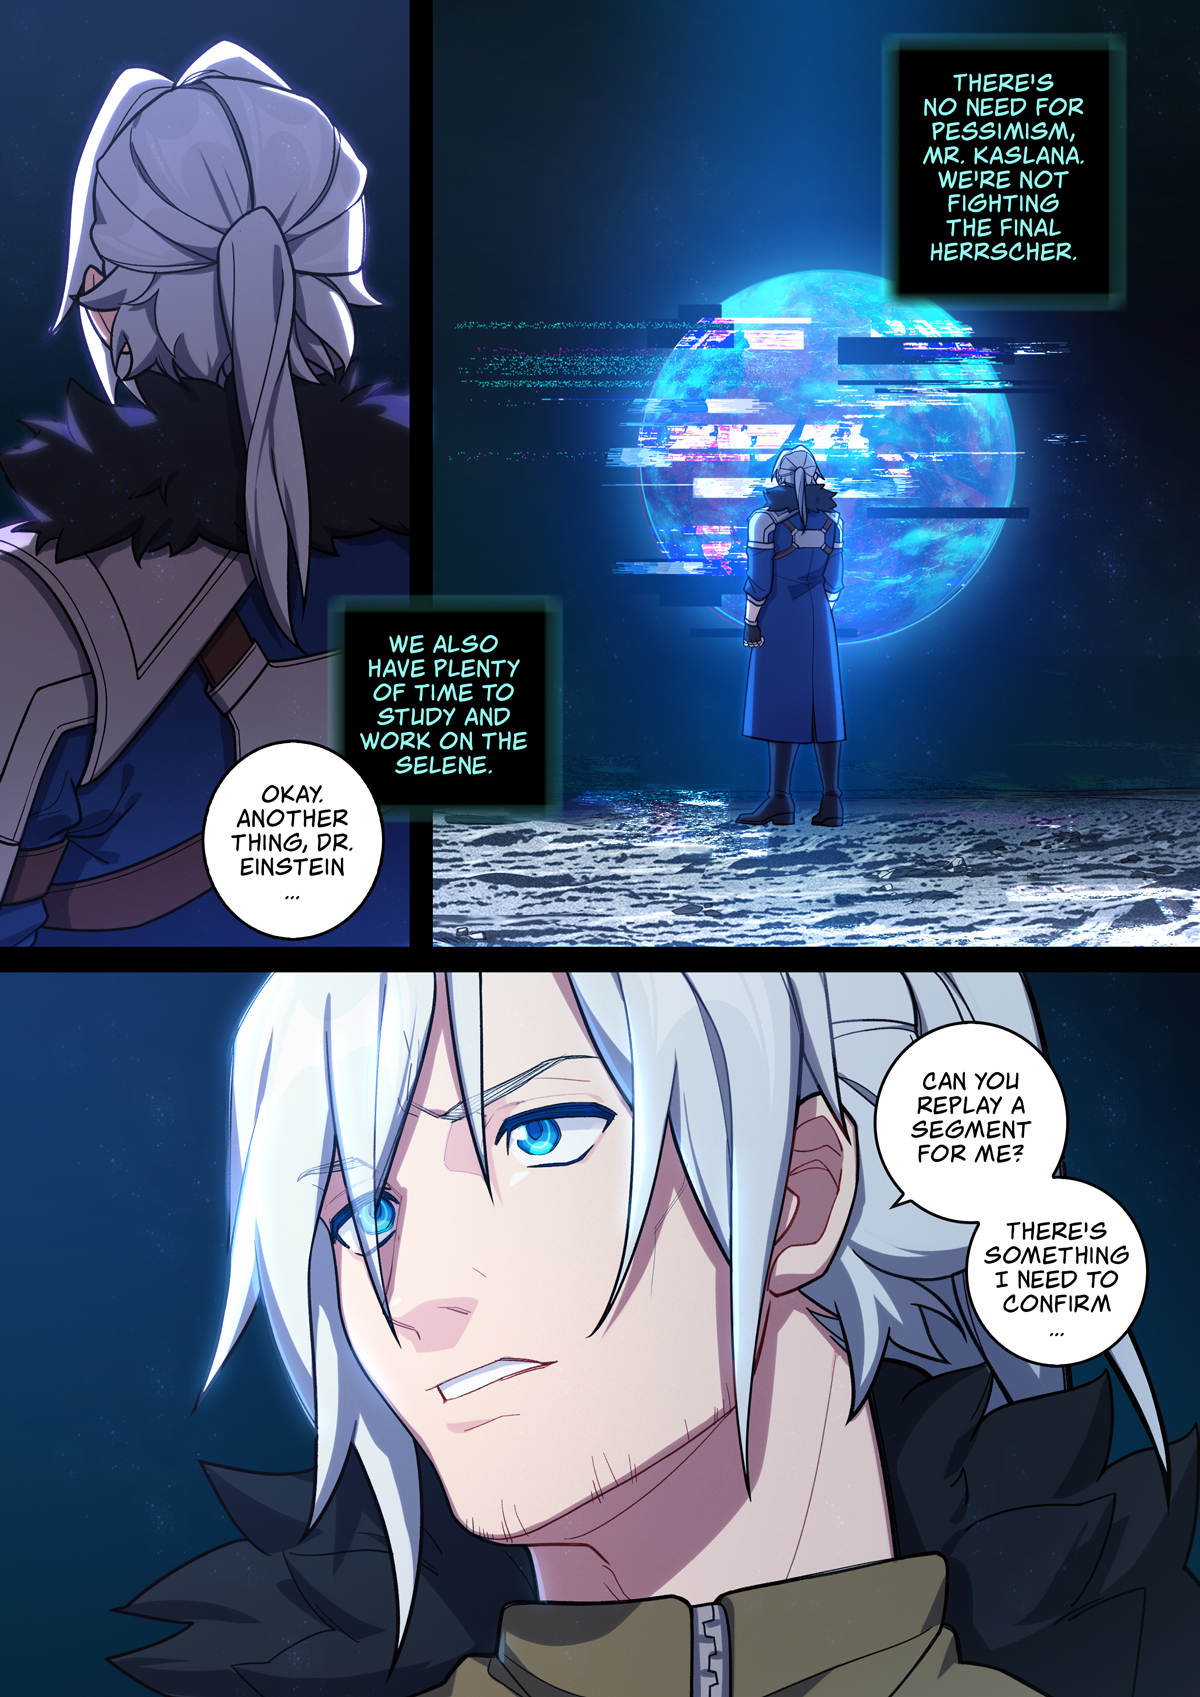 THERE'S
NO NEED FOR
PESSIMISM,
MR. KASLANA.
WE'RE NOT
FIGHTING
THE FINAL
HERRSCHER.
WE ALSO
HAVE PLENTY
OF TIME TO
STUDY AND
WORK ON THE
SELENE.
OKAY.
ANOTHER
THING, DR.
EINSTEIN
...
CAN YOU
REPLAY A
SEGMENT
FOR ME?
THERE'S
SOMETHING
I NEED TO
CONFIRM
...